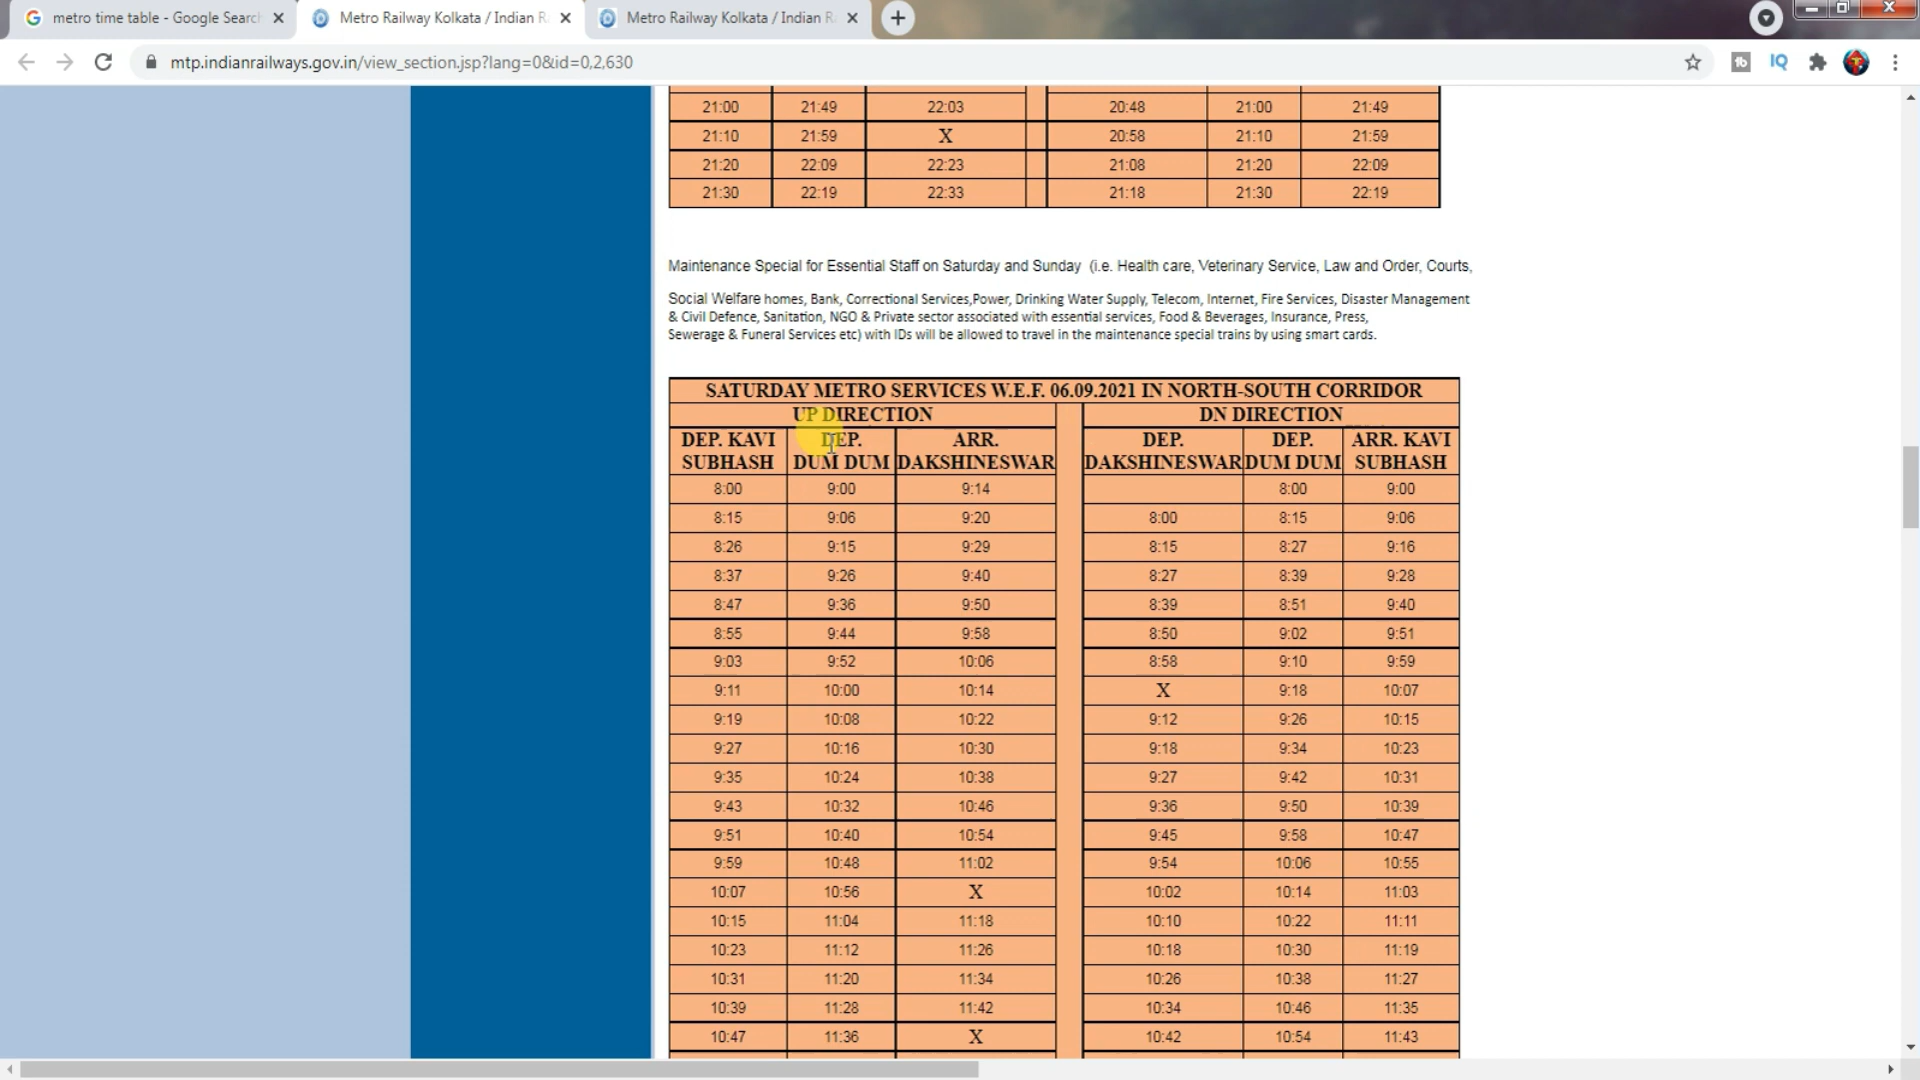 metro time table - Google Search
Metro Railway Kolkata / Indian R
Metro Railway Kolkata / Indian R
mtp.indianrailways.gov.in/view_section.jsp?lang=0&id=0,2,630
tb
IQ
21:00 21:49 22:03 20:48 21:00 21:49
21:10 21:59 X 20:58 21:10 21:59
21:20 22:09 22:23 21:08 21:20 22:09
21:30 22:19 22:33 21:18 21:30 22:19
Maintenance Special for Essential Staff on Saturday and Sunday (i.e. Health care, Veterinary Service, Law and Order, Courts,
Social Welfare homes, Bank, Correctional Services,Power, Drinking Water Supply, Telecom, Internet, Fire Services, Disaster Management
& Civil Defence, Sanitation, NGO & Private sector associated with essential services, Food & Beverages, Insurance, Press,
Sewerage & Funeral Services etc) with IDs will be allowed to travel in the maintenance special trains by using smart cards.
SATURDAY METRO SERVICES W.E.F. 06.09.2021 IN NORTH-SOUTH CORRIDOR
UP DIRECTION DN DIRECTION
DEP. KAVI DEP. ARR. DEP. DEP. ARR. KAVI
SUBHASH DUM DUM DAKSHINESWAR DAKSHINESWAR DUM DUM SUBHASH
8:00 9:00 9:14 8:00 9:00
8:15 9:06 9:20 8:00 8:15 9:06
8:26 9:15 9:29 8:15 8:27 9:16
8:37 9:26 9:40 8:27 8:39 9:28
8:47 9:36 9:50 8:39 8:51 9:40
8:55 9:44 9:58 8:50 9:02 9:51
9:03 9:52 10:06 8:58 9:10 9:59
9:11 10:00 10:14 X 9:18 10:07
9:19 10:08 10:22 9:12 9:26 10:15
9:27 10:16 10:30 9:18 9:34 10:23
9:35 10:24 10:38 9:27 9:42 10:31
9:43 10:32 10:46 9:36 9:50 10:39
9:51 10:40 10:54 9:45 9:58 10:47
9:59 10:48 11:02 9:54 10:06 10:55
10:07 10:56 X 10:02 10:14 11:03
10:15 11:04 11:18 10:10 10:22 11:11
10:23 11:12 11:26 10:18 10:30 11:19
10:31 11:20 11:34 10:26 10:38 11:27
10:39 11:28 11:42 10:34 10:46 11:35
10:47 11:36 X 10:42 10:54 11:43